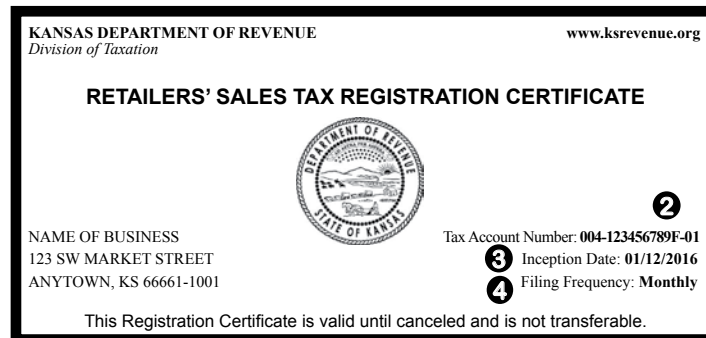 KANSAS DEPARTMENT OF REVENUE
www.ksrevenue.org
Division of Taxation
RETAILERS’ SALES TAX REGISTRATION CERTIFICATE
DEPARTMENT OF REVENUE
STATE OF KANSAS
2
NAME OF BUSINESS
Tax Account Number: 004-123456789F-01
123 SW MARKET STREET
3 Inception Date: 01/12/2016
ANYTOWN, KS 66661-1001
4 Filing Frequency: Monthly
This Registration Certificate is valid until canceled and is not transferable.